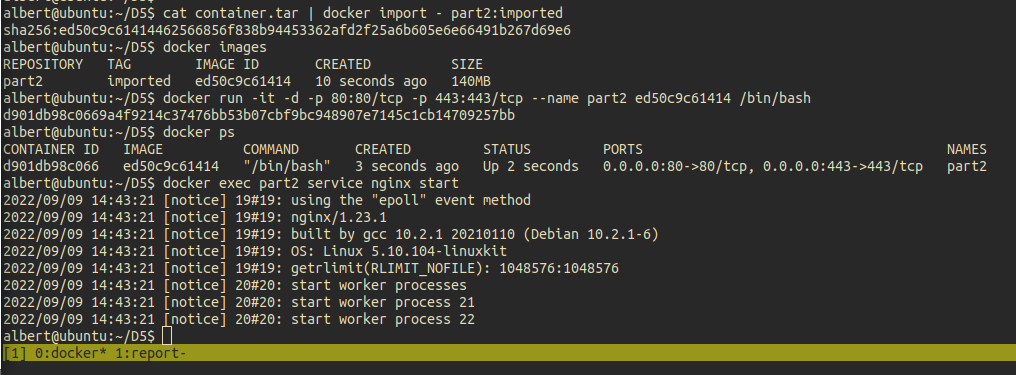 albert@ubuntu:~/D5$ cat container.tar | docker import - part2:imported
sha256:ed50c9c61414462566856f838b94453362afd2f25a6b605e6e66491b267d69e6
albert@ubuntu:~/D5$ docker images
REPOSITORY   TAG        IMAGE ID       CREATED          SIZE
part2        imported   ed50c9c61414   10 seconds ago   140MB
albert@ubuntu:~/D5$ docker run -it -d -p 80:80/tcp -p 443:443/tcp --name part2 ed50c9c61414 /bin/bash
d901db98c0669a4f9214c37476bb53b07cbf9bc948907e7145c1cb14709257bb
albert@ubuntu:~/D5$ docker ps
CONTAINER ID   IMAGE          COMMAND       CREATED         STATUS         PORTS                                      NAMES
d901db98c066   ed50c9c61414   "/bin/bash"   3 seconds ago   Up 2 seconds   0.0.0.0:80->80/tcp, 0.0.0.0:443->443/tcp   part2
albert@ubuntu:~/D5$ docker exec part2 service nginx start
2022/09/09 14:43:21 [notice] 19#19: using the "epoll" event method
2022/09/09 14:43:21 [notice] 19#19: nginx/1.23.1
2022/09/09 14:43:21 [notice] 19#19: built by gcc 10.2.1 20210110 (Debian 10.2.1-6)
2022/09/09 14:43:21 [notice] 19#19: OS: Linux 5.10.104-linuxkit
2022/09/09 14:43:21 [notice] 19#19: getrlimit(RLIMIT_NOFILE): 1048576:1048576
2022/09/09 14:43:21 [notice] 20#20: start worker processes
2022/09/09 14:43:21 [notice] 20#20: start worker process 21
2022/09/09 14:43:21 [notice] 20#20: start worker process 22
albert@ubuntu:~/D5$
[1] 0:docker* 1:report-